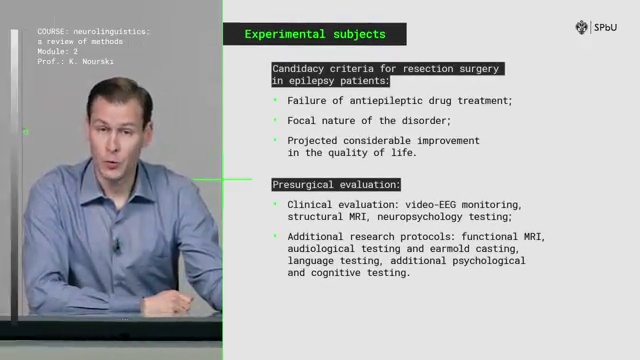 COURSE: neurolinguistics:
a review of methods
Module: 2
Prof.: K. Nourski
Experimental subjects
SPbU
Candidacy criteria for resection surgery
in epilepsy patients:
Failure of antiepileptic drug treatment;
Focal nature of the disorder;
Projected considerable improvement
in the quality of life.
Presurgical evaluation:
Clinical evaluation: video-EEG monitoring,
structural MRI, neuropsychology testing;
Additional research protocols: functional MRI,
audiological testing and earmold casting,
language testing, additional psychological
and cognitive testing.